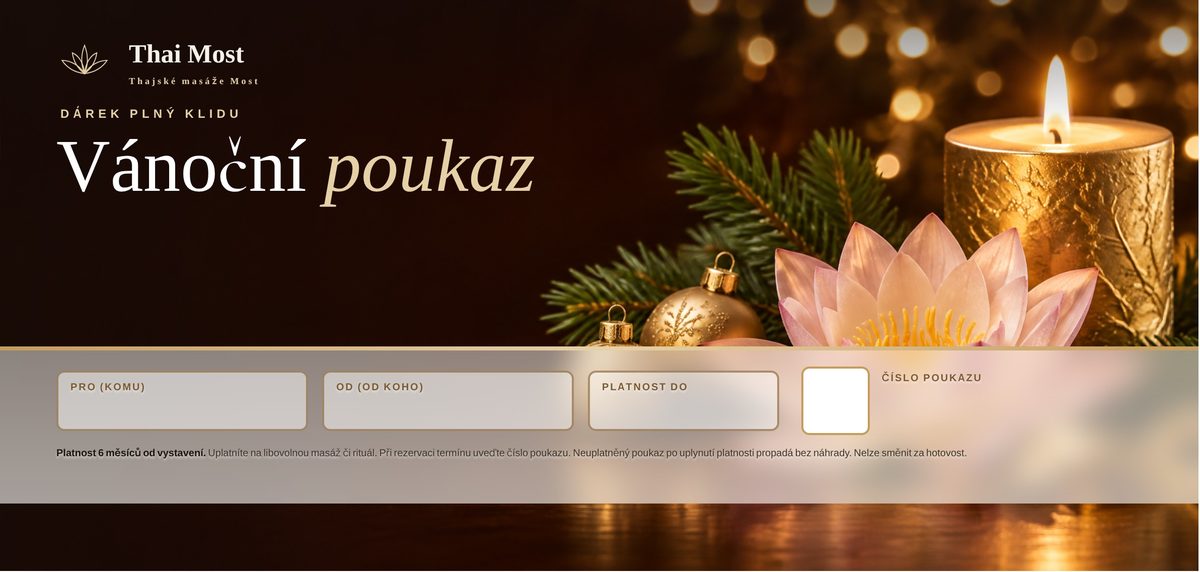 Thai Most
Thajské masáže Most
DÁREK PLNÝ KLIDU
Vánoční poukaz
PRO (KOMU)
OD (OD KOHO)
PLATNOST DO
ČÍSLO POUKAZU
Platnost 6 měsíců od vystavení. Uplatníte na libovolnou masáž či rituál. Při rezervaci termínu uveďte číslo poukazu. Neuplatněný poukaz po uplynutí platnosti propadá bez náhrady. Nelze směnit za hotovost.